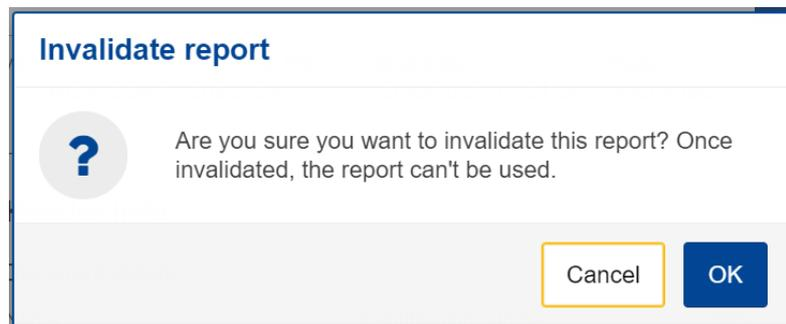 Invalidate report
?
Are you sure you want to invalidate this report? Once
invalidated, the report can't be used.
Cancel
OK